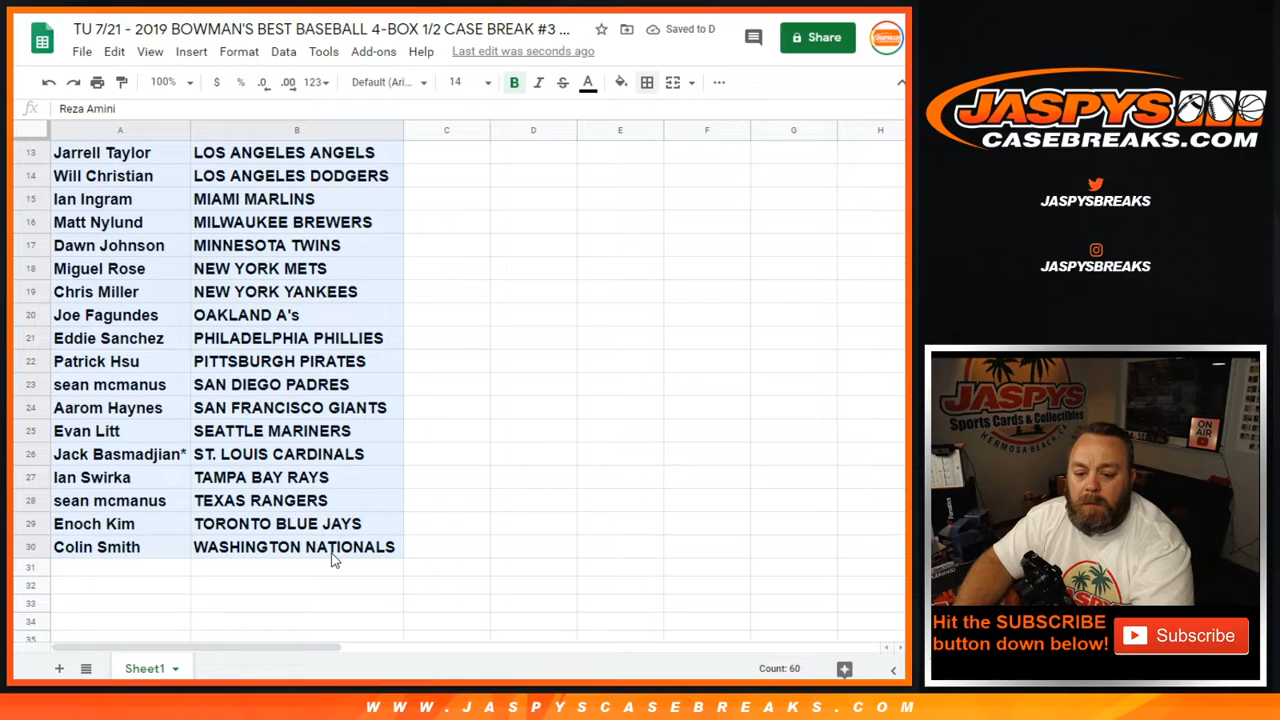 TU 7/21 - 2019 BOWMAN'S BEST BASEBALL 4-BOX 1/2 CASE BREAK #3 ...
Saved to D
File Edit View Insert Format Data Tools Add-ons Help Last edit was seconds ago
Share
100% $ % .0 .00 123 Default (Ari... 14 B I S A
fx Reza Amini
A B C D E F G H
13 Jarrell Taylor LOS ANGELES ANGELS
14 Will Christian LOS ANGELES DODGERS
15 Ian Ingram MIAMI MARLINS
16 Matt Nylund MILWAUKEE BREWERS
17 Dawn Johnson MINNESOTA TWINS
18 Miguel Rose NEW YORK METS
19 Chris Miller NEW YORK YANKEES
20 Joe Fagundes OAKLAND A's
21 Eddie Sanchez PHILADELPHIA PHILLIES
22 Patrick Hsu PITTSBURGH PIRATES
23 sean mcmanus SAN DIEGO PADRES
24 Aarom Haynes SAN FRANCISCO GIANTS
25 Evan Litt SEATTLE MARINERS
26 Jack Basmadjian* ST. LOUIS CARDINALS
27 Ian Swirka TAMPA BAY RAYS
28 sean mcmanus TEXAS RANGERS
29 Enoch Kim TORONTO BLUE JAYS
30 Colin Smith WASHINGTON NATIONALS
31
32
33
34
35
Sheet1
Count: 60
JASPYS
CASEBREAKS.COM
JASPYSBREAKS
JASPYSBREAKS
JASPYS
Sports Cards & Collectibles
HERMOSA BEACH, CA
ON AIR
Fanatics
Hit the SUBSCRIBE
button down below!
Subscribe
WWW.JASPYSCASEBREAKS.COM